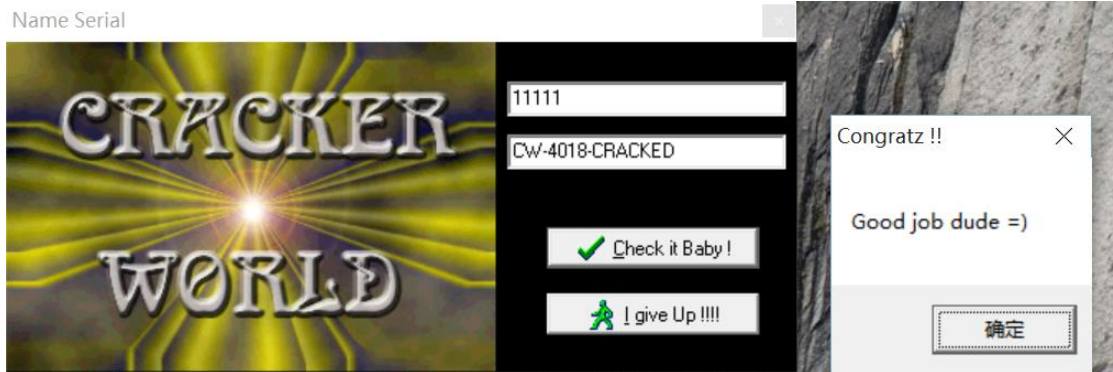 Name Serial
CRACKER
WORLD
11111
CW-4018-CRACKED
Check it Baby !
I give Up !!!!
Congratz !!
Good job dude =)
确定